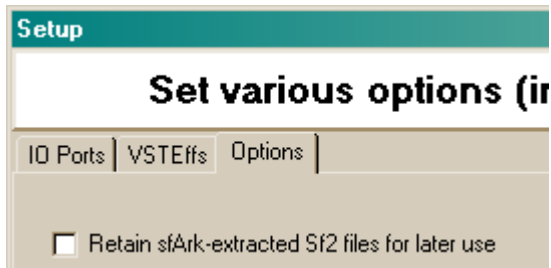 Setup
Set various options (in
IO Ports VSTEffs Options
Retain sfArk-extracted Sf2 files for later use